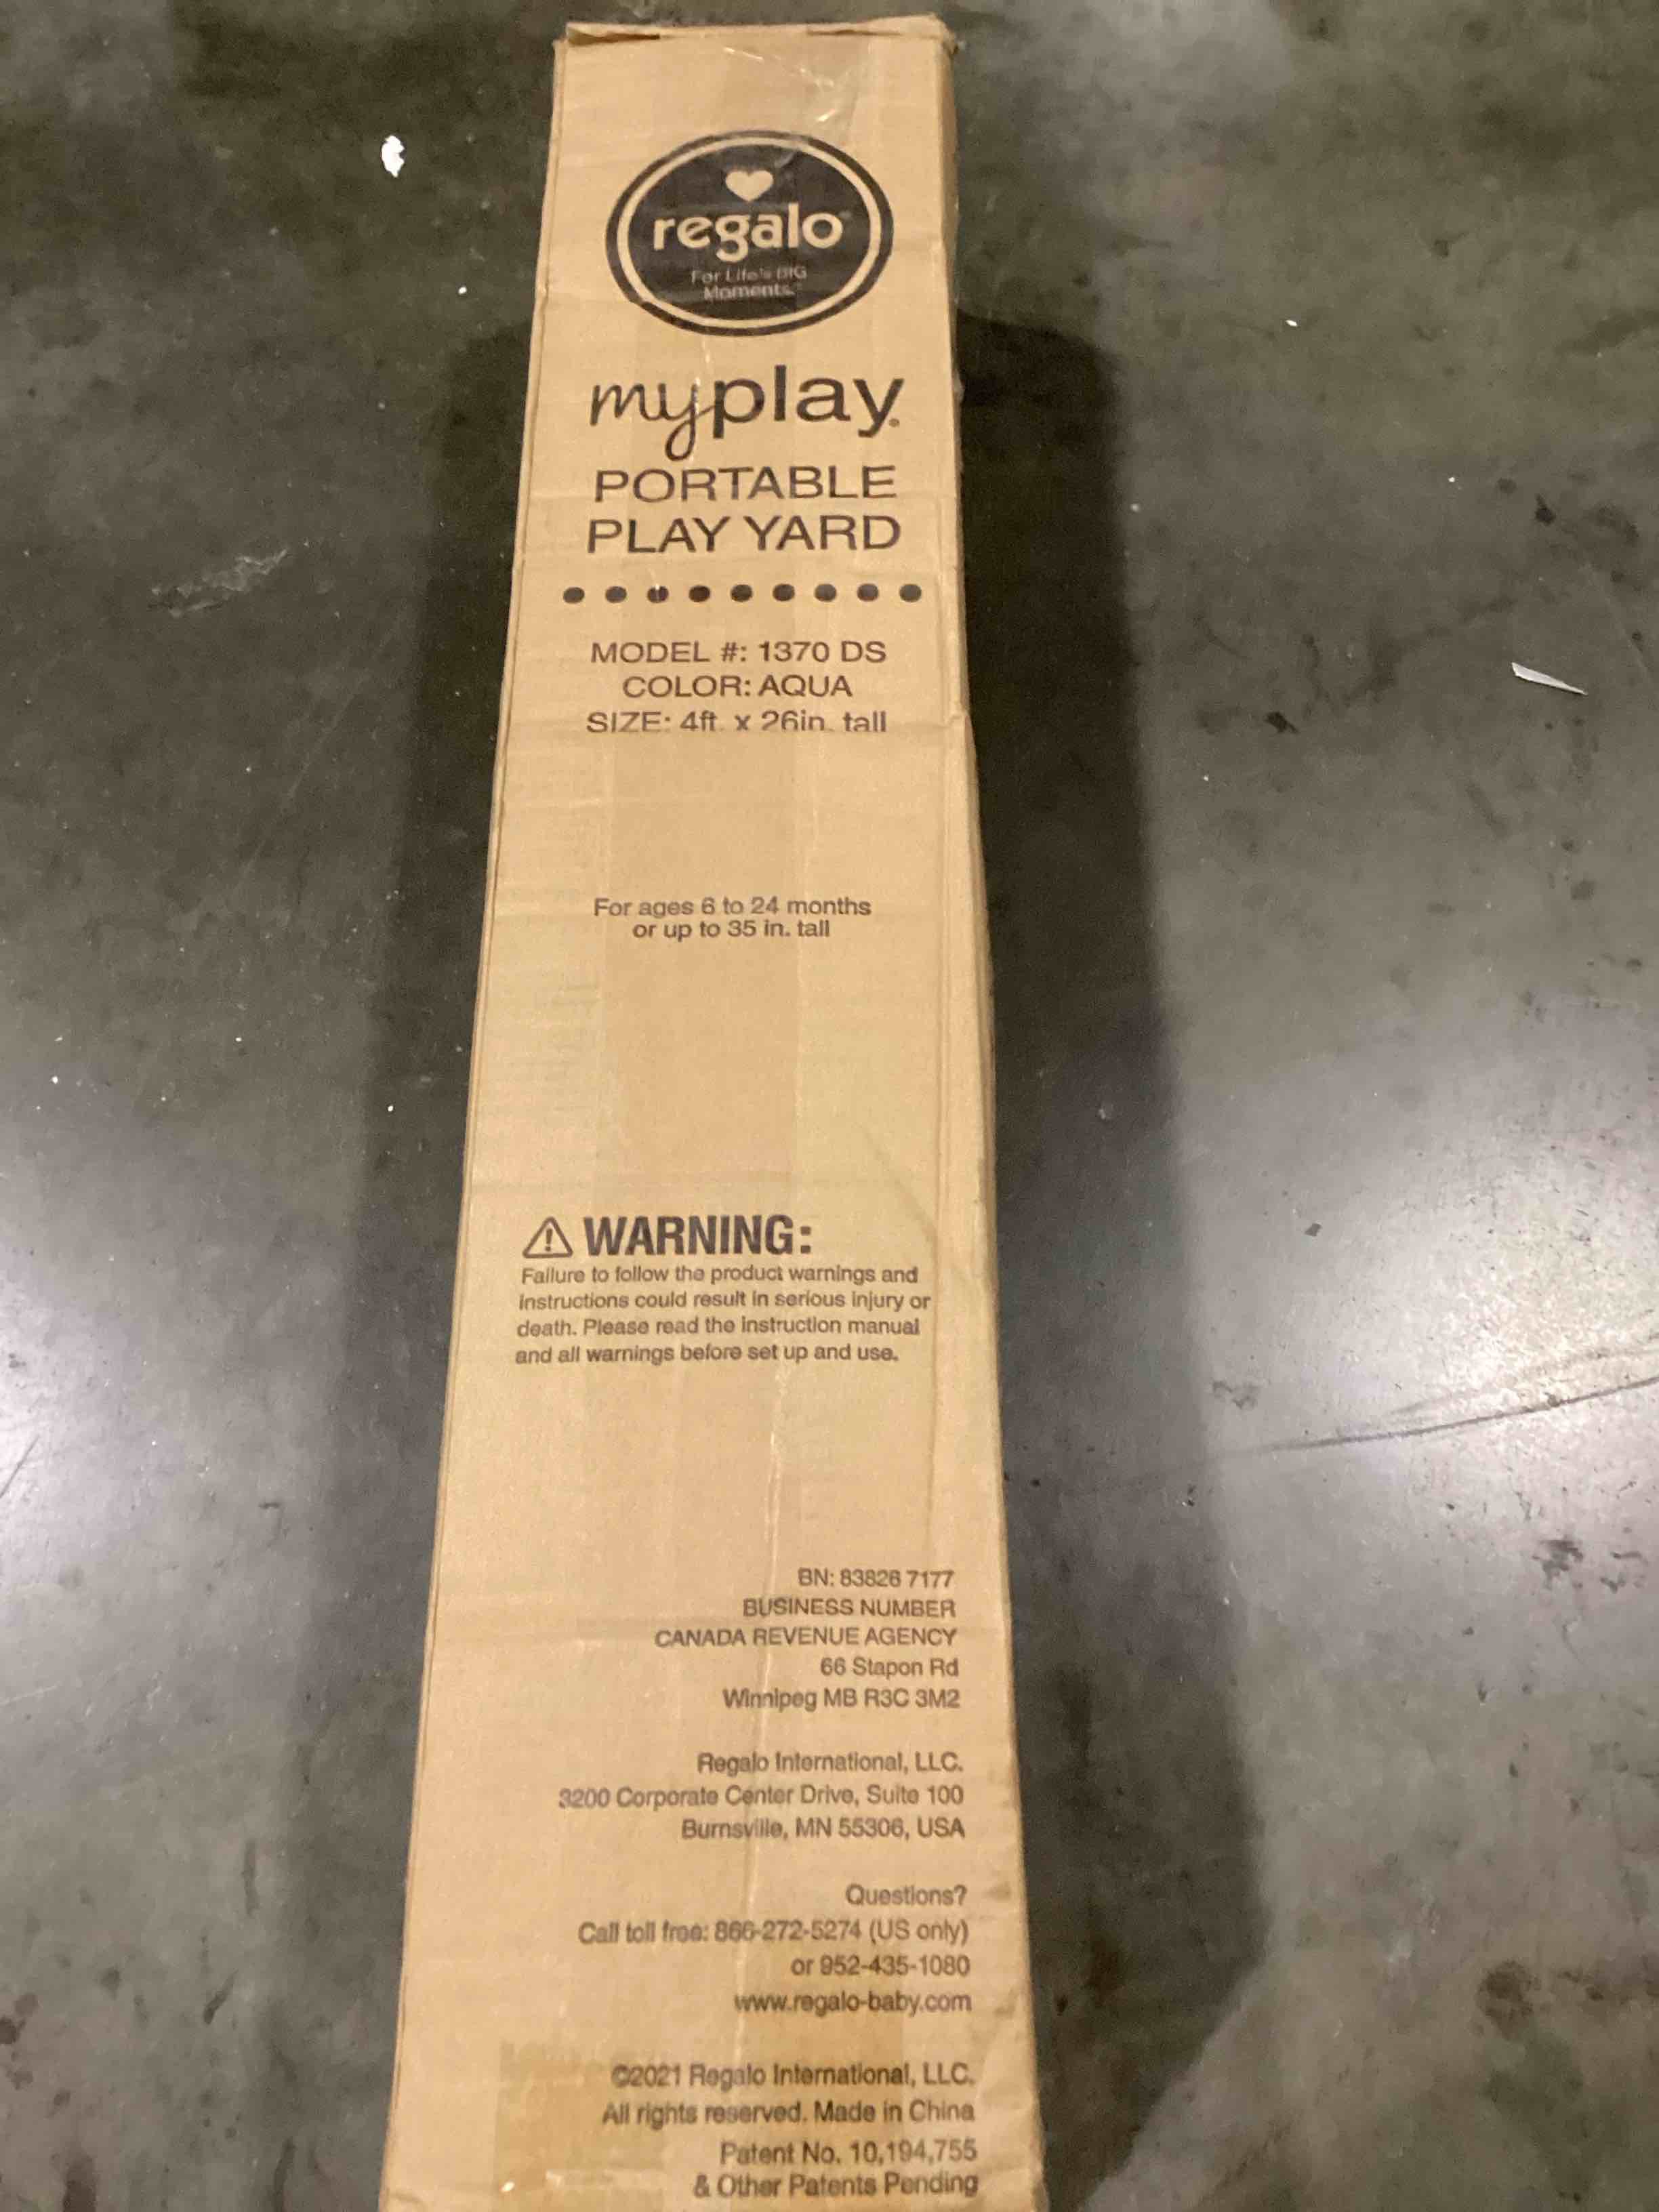 regalo
For Life's BIG
Moments.™
myplay®
PORTABLE
PLAY YARD
MODEL #: 1370 DS
COLOR: AQUA
SIZE: 4ft. x 26in. tall
For ages 6 to 24 months
or up to 35 in. tall
⚠ WARNING:
Failure to follow the product warnings and
instructions could result in serious injury or
death. Please read the instruction manual
and all warnings before set up and use.
BN: 83826 7177
BUSINESS NUMBER
CANADA REVENUE AGENCY
66 Stapon Rd
Winnipeg MB R3C 3M2
Regalo International, LLC.
3200 Corporate Center Drive, Suite 100
Burnsville, MN 55306, USA
Questions?
Call toll free: 866-272-5274 (US only)
or 952-435-1080
www.regalo-baby.com
©2021 Regalo International, LLC.
All rights reserved. Made in China
Patent No. 10,194,755
& Other Patents Pending